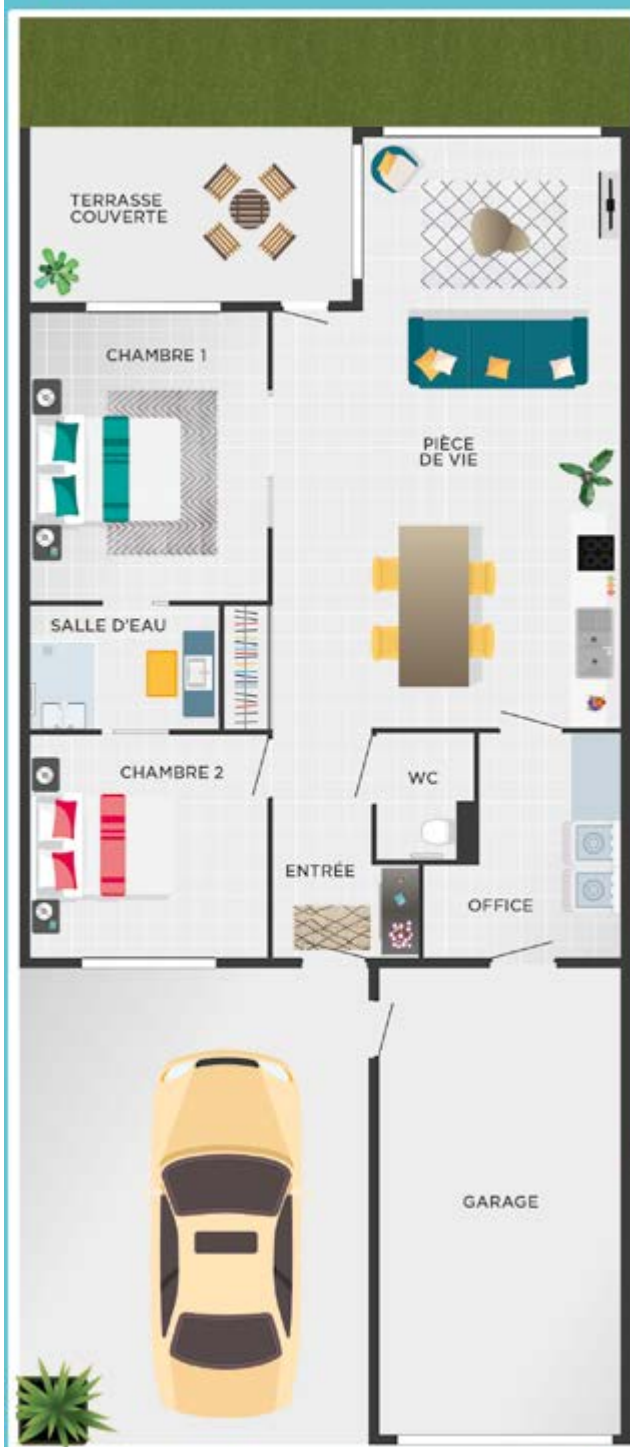 TERRASSE
COUVERTE
CHAMBRE 1
PIÈCE
DE VIE
SALLE D'EAU
CHAMBRE 2
WC
ENTRÉE
OFFICE
GARAGE